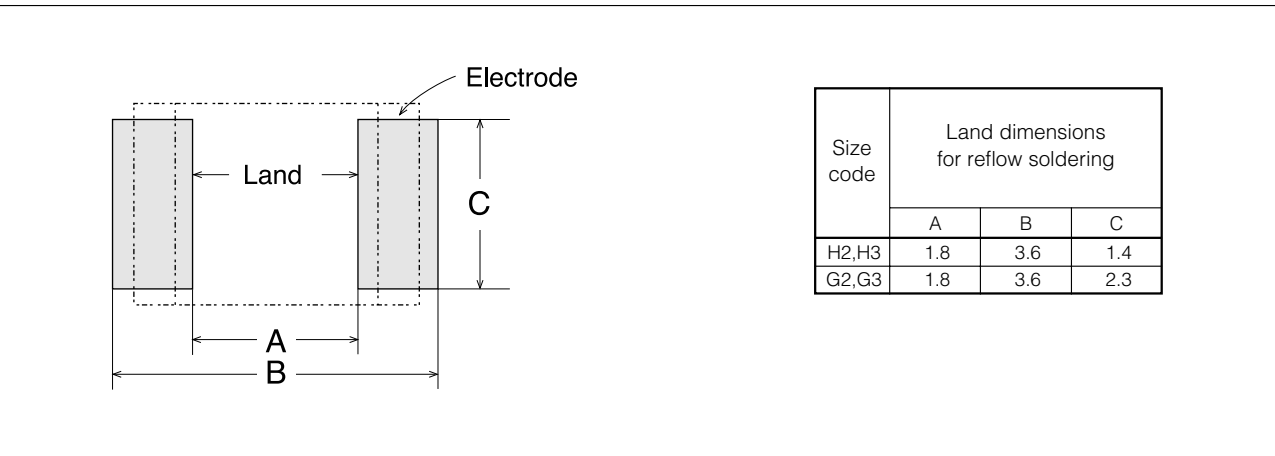 Electrode
Land
C
A
B
Size code
Land dimensions
for reflow soldering
A B C
H2,H3 1.8 3.6 1.4
G2,G3 1.8 3.6 2.3